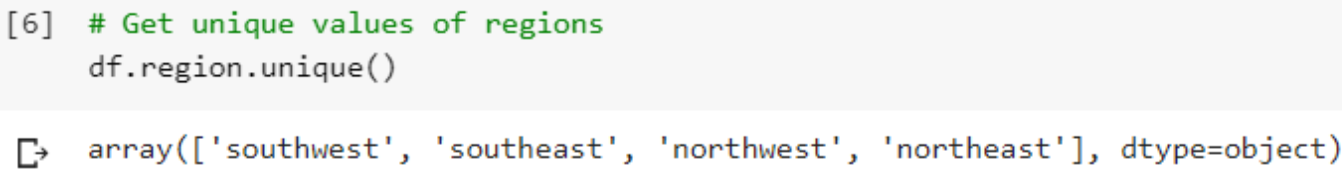 [6] # Get unique values of regions
df.region.unique()
array(['southwest', 'southeast', 'northwest', 'northeast'], dtype=object)